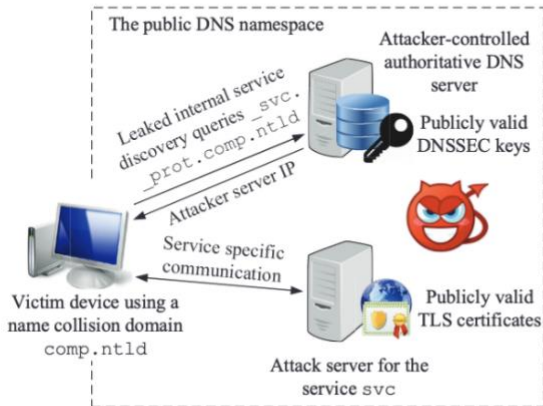 The public DNS namespace
Attacker-controlled
authoritative DNS
server
Leaked internal service
discovery queries _svc.
_prot.comp.ntld
Attacker server IP
Publicly valid
DNSSEC keys
Service specific
communication
Victim device using a
name collision domain
comp.ntld
Publicly valid
TLS certificates
Attack server for the
service svc